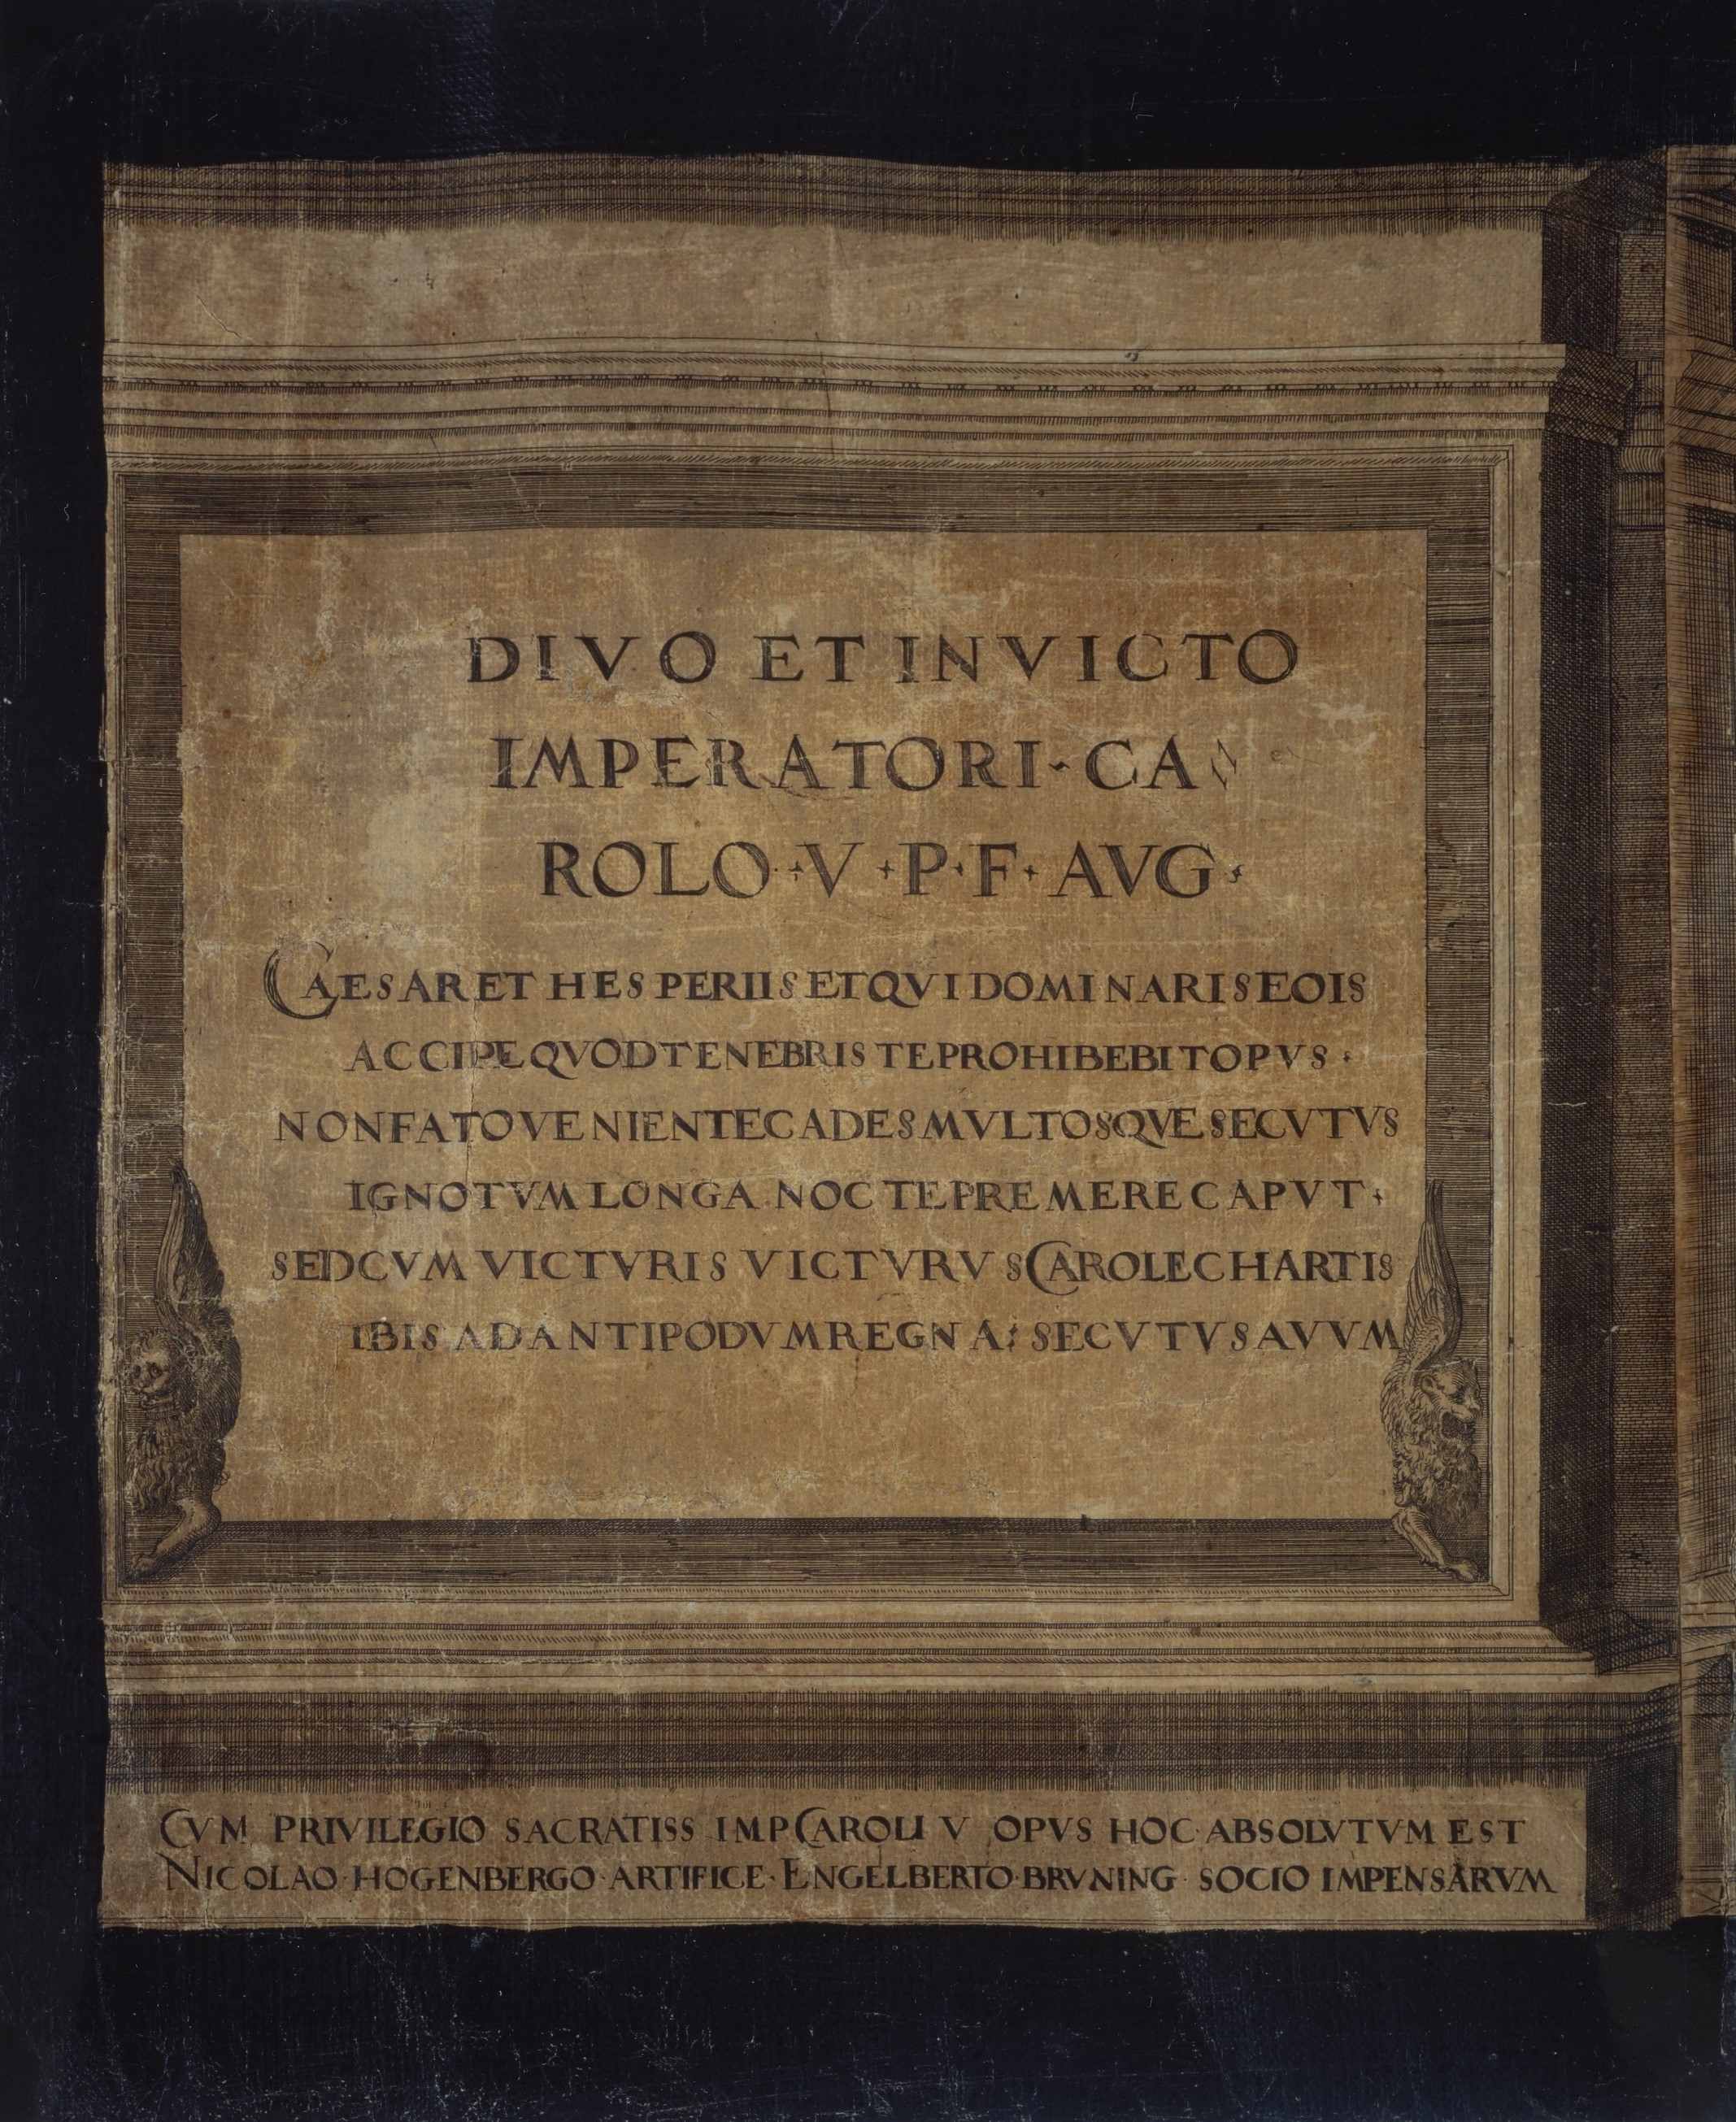 DIVO ET INVICTO
IMPERATORI - CA
ROLO · V · P · F · AVG ·
CAESAR ET HESPERIIS ET QVI DOMINARIS EOIS
ACCIPE QVOD TENEBRIS TE PROHIBEBIT OPVS ·
NON FATO VENIENTE CADES MVLTOSQVE SECVTVS
IGNOTVM LONGA NOCTE PREMERE CAPVT ·
SED CVM VICTVRIS VICTVRVS CAROLE CHARTIS
IBIS AD ANTIPODVM REGNA : SECVTVS AVVM
CVM PRIVILEGIO SACRATISS IMP CAROLI V OPVS HOC ABSOLVTVM EST
NICOLAO · HOGENBERGO · ARTIFICE · ENGELBERTO · BRVNING · SOCIO IMPENSARVM